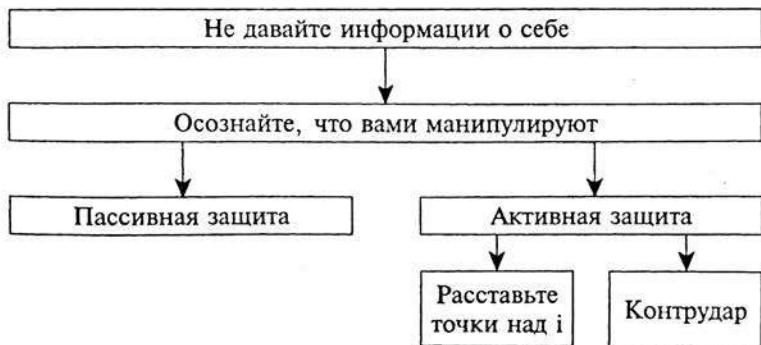 Не давайте информации о себе
Осознайте, что вами манипулируют
Пассивная защита
Активная защита
Расставьте
точки над i
Контрудар